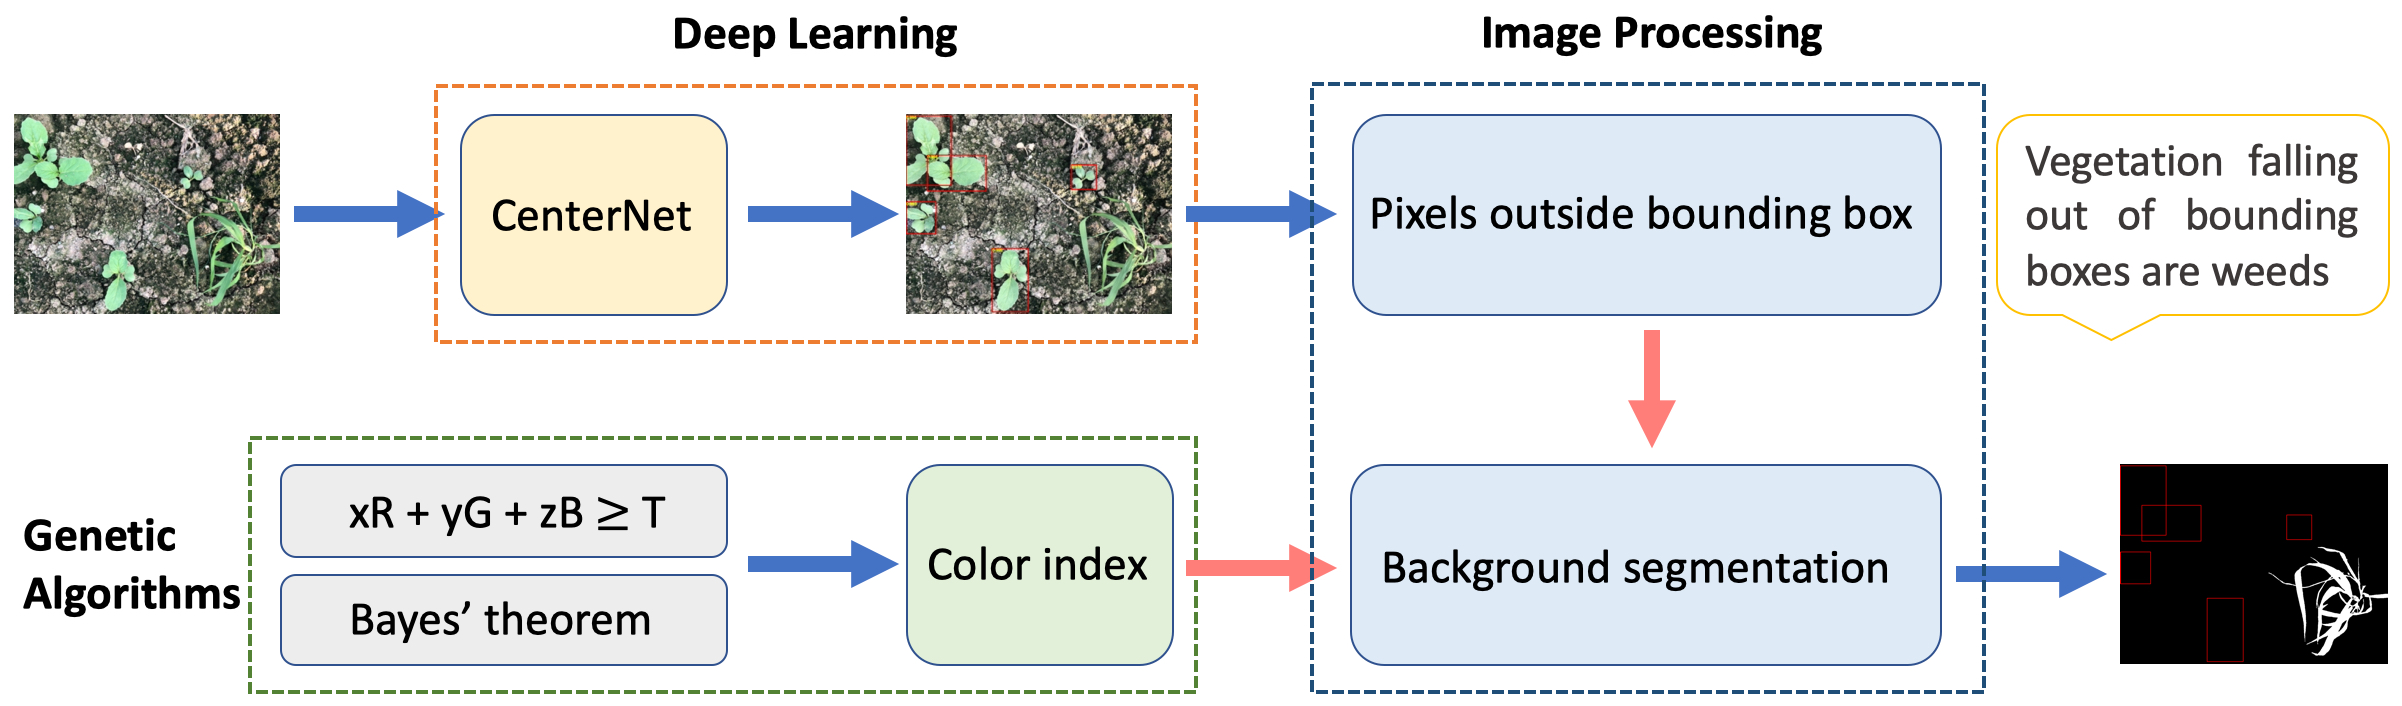 Deep Learning
Image Processing
CenterNet
Pixels outside bounding box
Vegetation falling
out of bounding
boxes are weeds
Genetic
Algorithms
xR + yG + zB ≥ T
Bayes’ theorem
Color index
Background segmentation